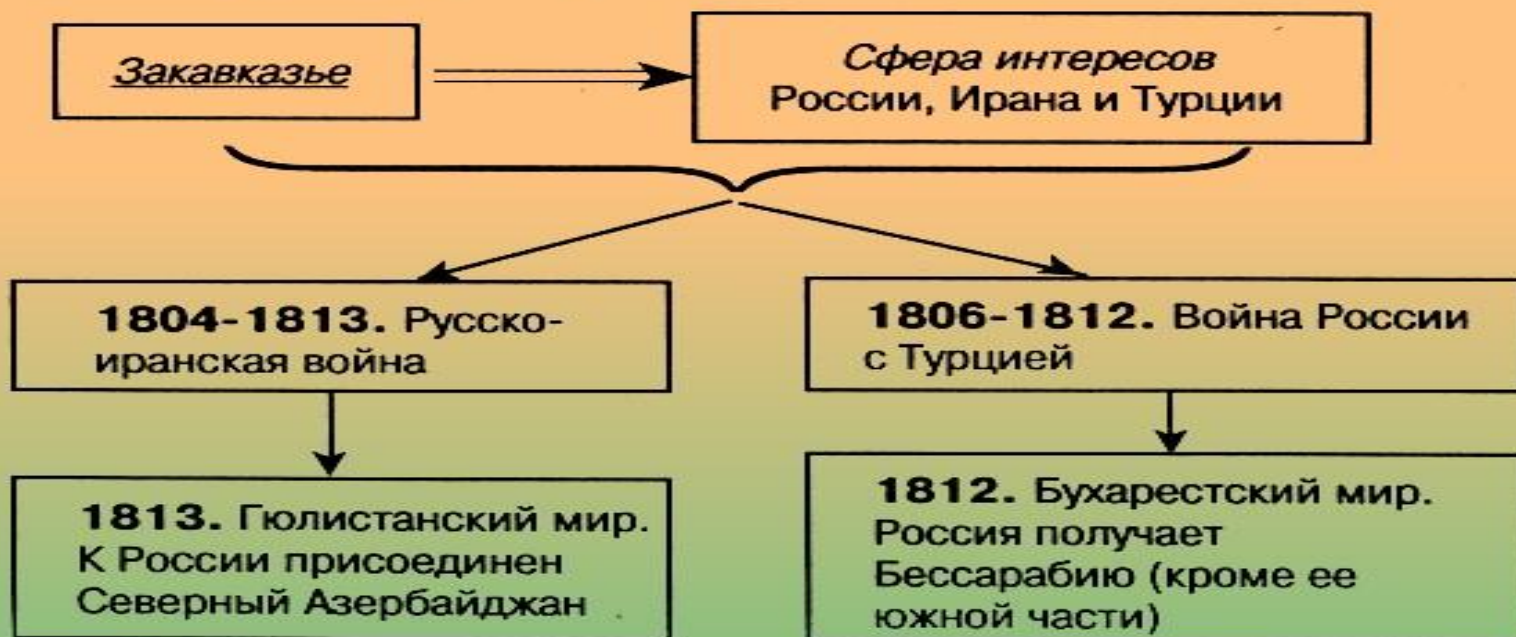 Закавказье
Сфера интересов
России, Ирана и Турции
1804-1813. Русско-
иранская война
1806-1812. Война России
с Турцией
1813. Гюлистанский мир.
К России присоединен
Северный Азербайджан
1812. Бухарестский мир.
Россия получает
Бессарабию (кроме ее
южной части)